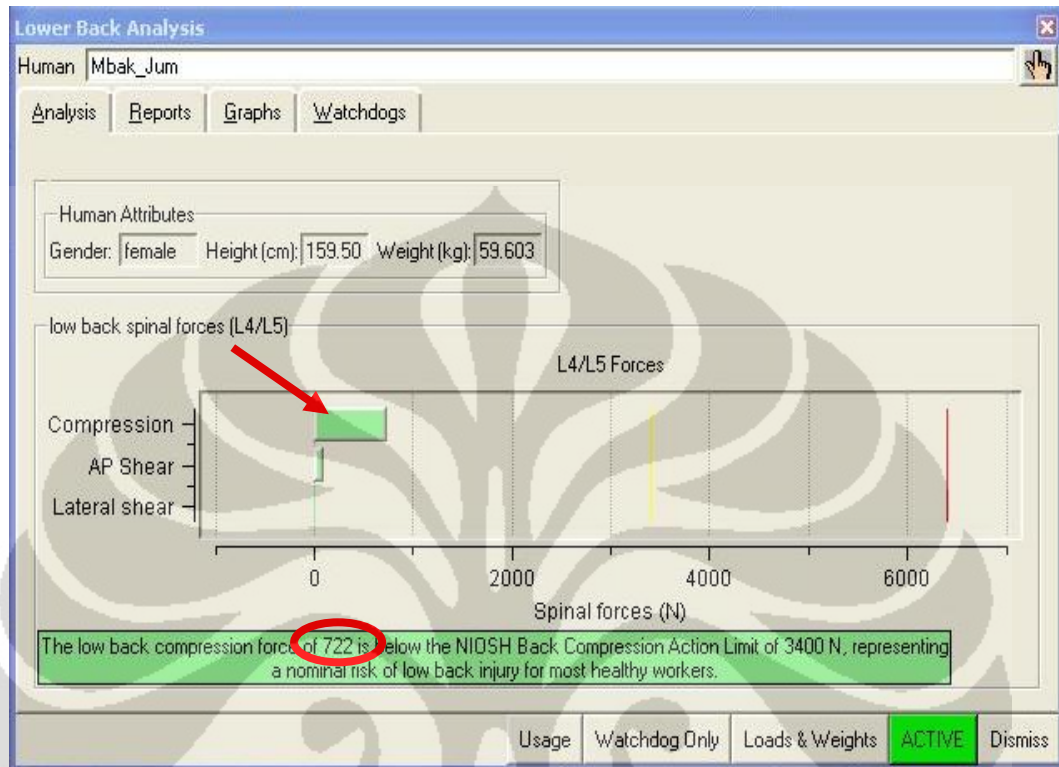 Lower Back Analysis
Human Mbak_Jum
Analysis Reports Graphs Watchdogs
Human Attributes
Gender: female Height (cm): 159.50 Weight (kg): 59.603
low back spinal forces (L4/L5)
L4/L5 Forces
Compression
AP Shear
Lateral shear
0 2000 4000 6000
Spinal forces (N)
The low back compression force of 722 is below the NIOSH Back Compression Action Limit of 3400 N, representing
a nominal risk of low back injury for most healthy workers.
Usage Watchdog Only Loads & Weights ACTIVE Dismiss